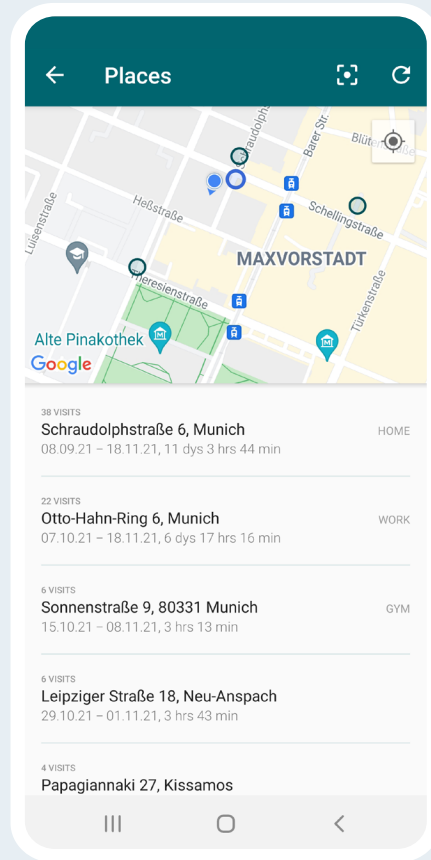 Places
Schraudolphs
Barer Str.
Blüten
Heßstraße
Schellingstraße
Luisenstraße
MAXVORSTADT
Theresienstraße
Türkenstraße
Alte Pinakothek
Google
38 VISITS
Schraudolphstraße 6, Munich
HOME
08.09.21 – 18.11.21, 11 dys 3 hrs 44 min
22 VISITS
Otto-Hahn-Ring 6, Munich
WORK
07.10.21 – 18.11.21, 6 dys 17 hrs 16 min
6 VISITS
Sonnenstraße 9, 80331 Munich
GYM
15.10.21 – 08.11.21, 3 hrs 13 min
6 VISITS
Leipziger Straße 18, Neu-Anspach
29.10.21 – 01.11.21, 3 hrs 43 min
4 VISITS
Papagiannaki 27, Kissamos